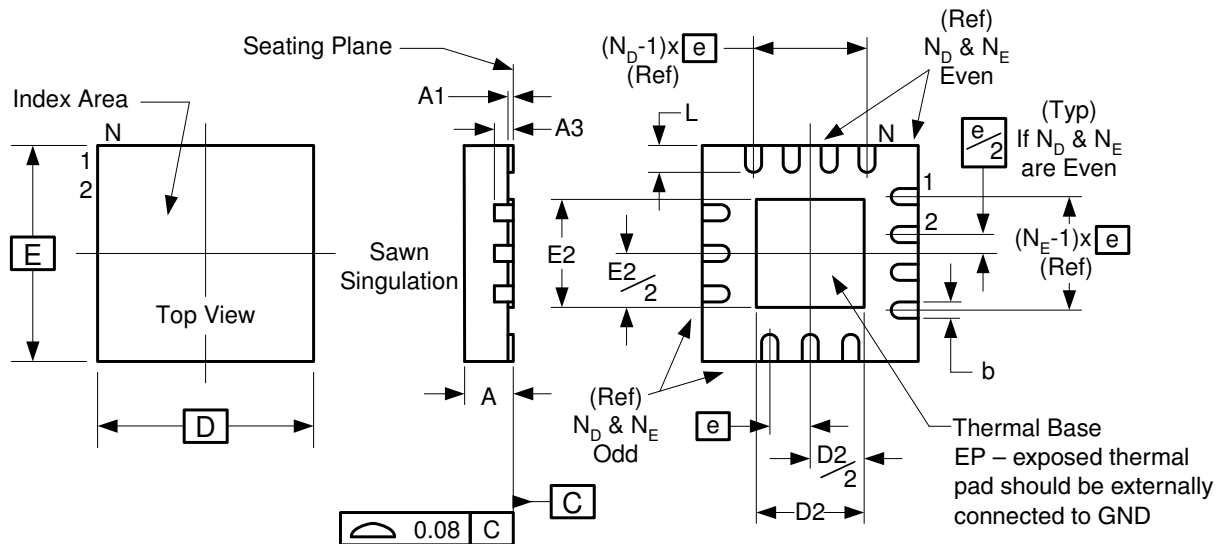 Index Area
N
1
2
E
Top View
D
Seating Plane
A1
A3
Sawn
Singulation
A
C
0.08 C
(N_D-1)x e
(Ref)
L
E2
E2/2
(Ref)
N_D & N_E
Odd
e
D2/2
D2
(Ref)
N_D & N_E
Even
N
1
2
e/2
(Typ)
If N_D & N_E
are Even
(N_E-1)x e
(Ref)
b
Thermal Base
EP – exposed thermal
pad should be externally
connected to GND